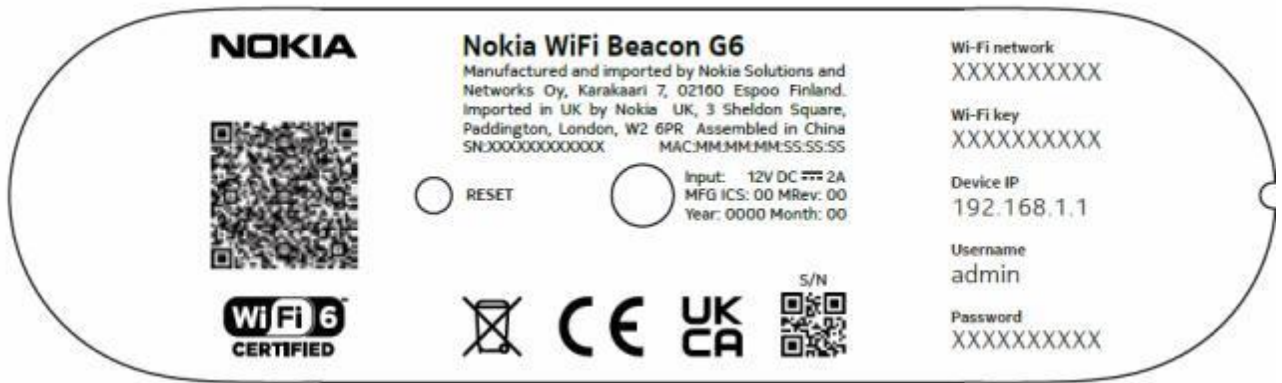 NOKIA
Nokia WiFi Beacon G6
Manufactured and imported by Nokia Solutions and
Networks Oy, Karakaari 7, 02160 Espoo Finland.
Imported in UK by Nokia UK, 3 Sheldon Square,
Paddington, London, W2 6PR Assembled in China
SN:XXXXXXXXXXXX MAC:MM:MM:MM:SS:SS:SS
RESET
Input: 12V DC ⎓ 2A
MFG ICS: 00 MRev: 00
Year: 0000 Month: 00
Wi-Fi network
XXXXXXXXXX
Wi-Fi key
XXXXXXXXXX
Device IP
192.168.1.1
Username
admin
Password
XXXXXXXXXX
WiFi 6™
CERTIFIED
CE
UK
CA
S/N